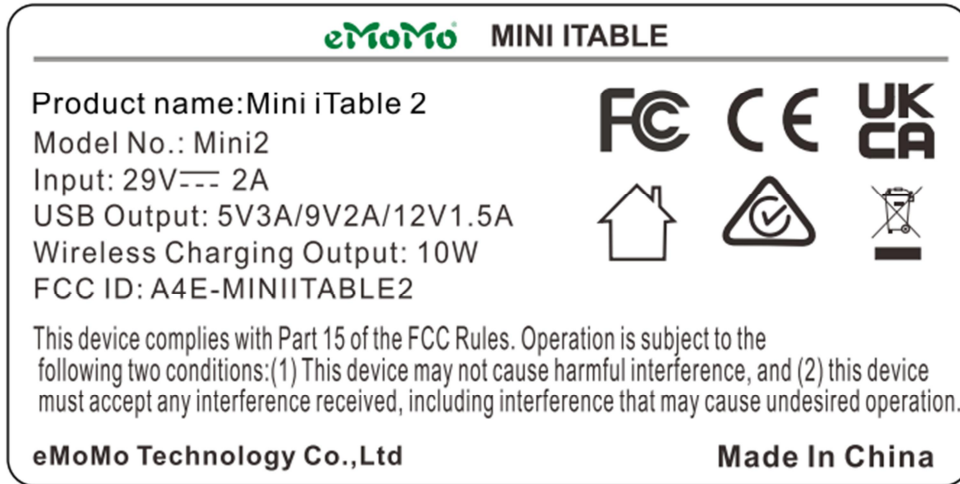 eMoMo MINI ITABLE
Product name:Mini iTable 2
Model No.: Mini2
Input: 29V⎓ 2A
USB Output: 5V3A/9V2A/12V1.5A
Wireless Charging Output: 10W
FCC ID: A4E-MINIITABLE2
FC CE UK
CA
This device complies with Part 15 of the FCC Rules. Operation is subject to the
following two conditions:(1) This device may not cause harmful interference, and (2) this device
must accept any interference received, including interference that may cause undesired operation.
eMoMo Technology Co.,Ltd
Made In China